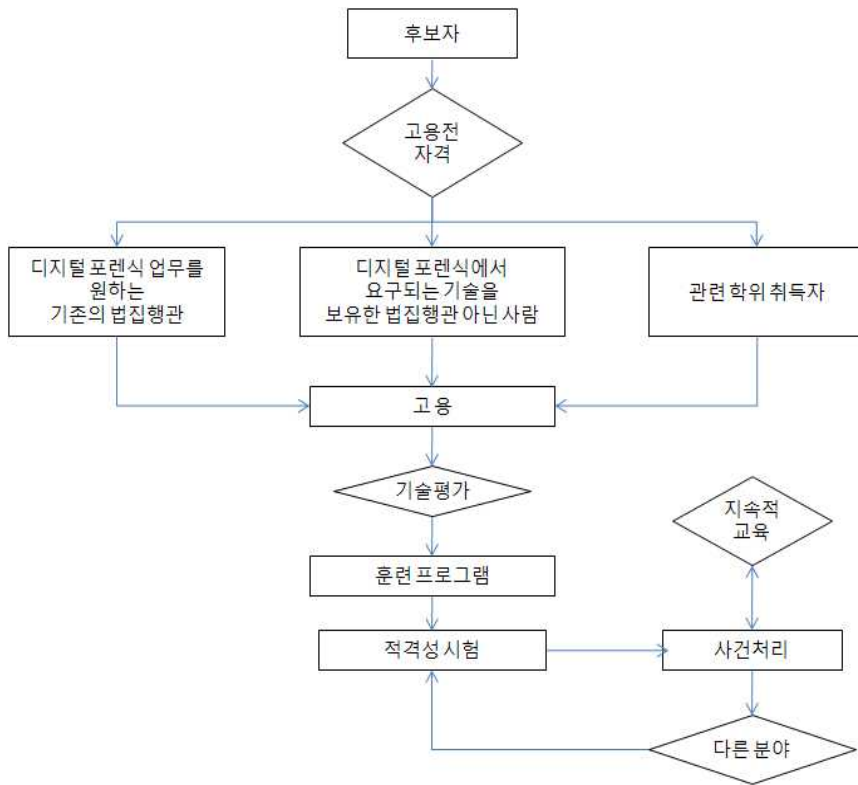 후보자
고용전
자격
디지털 포렌식 업무를
원하는
기존의 법집행관
디지털 포렌식에서
요구되는 기술을
보유한 법집행관 아닌 사람
관련 학위 취득자
고 용
기술평가
지속적
교육
훈련 프로그램
적격성 시험
사건처리
다른 분야